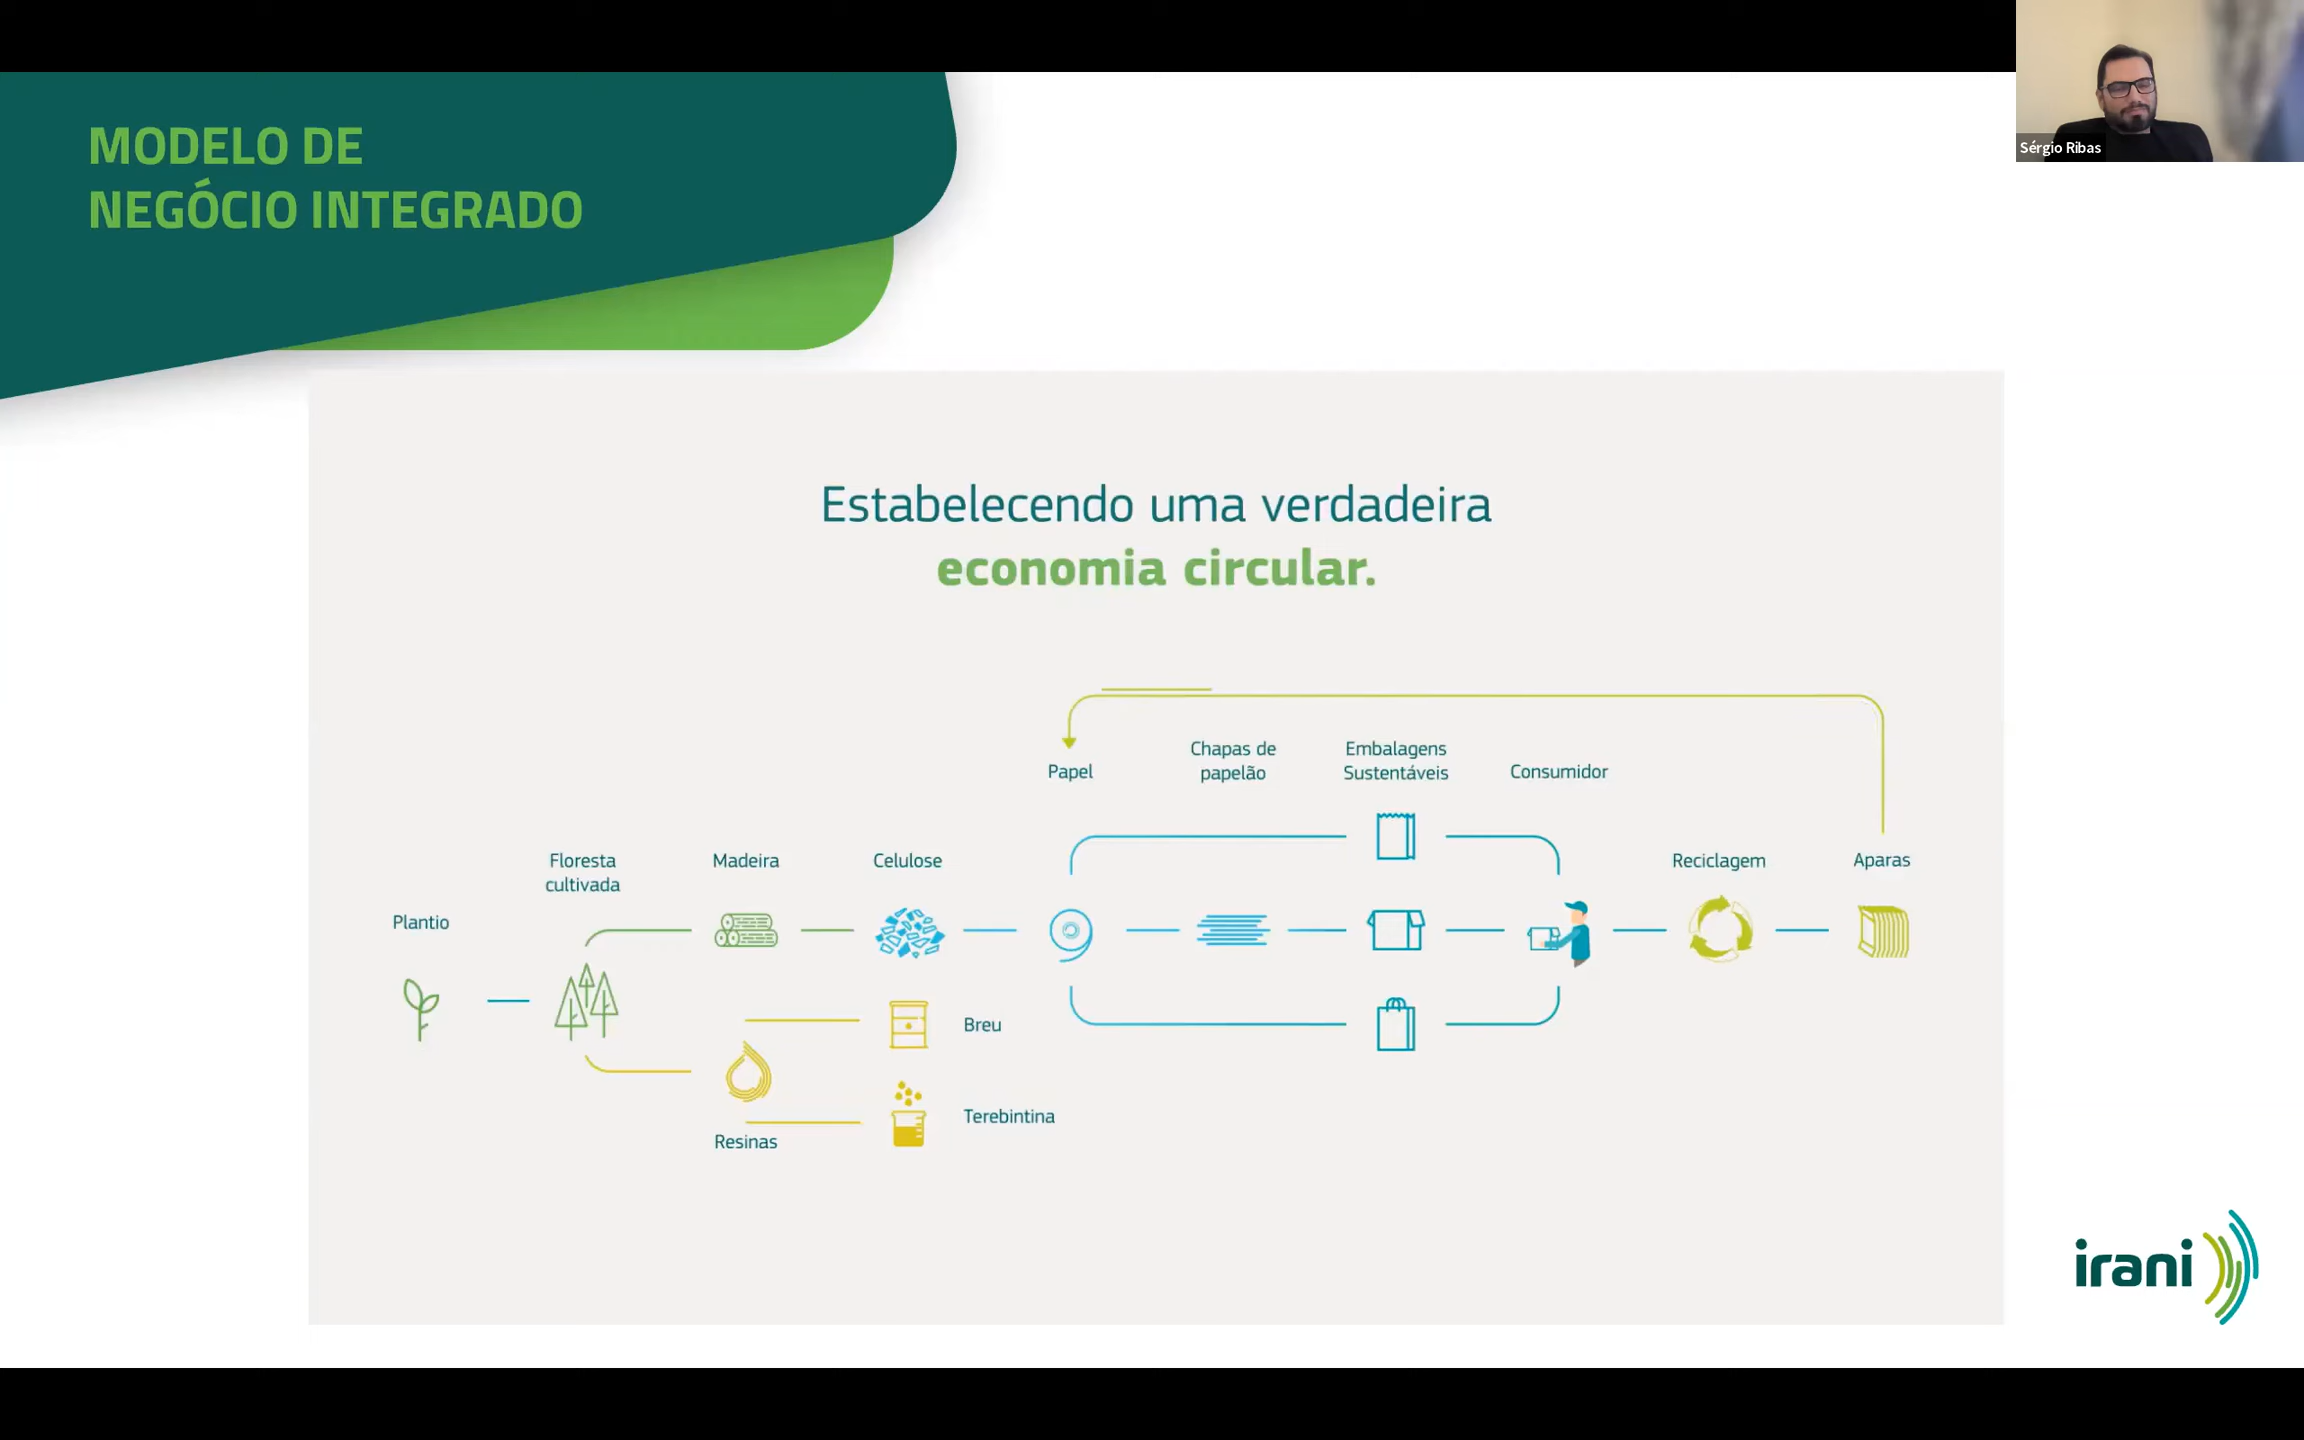 MODELO DE
NEGÓCIO INTEGRADO
Sérgio Ribas
Estabelecendo uma verdadeira
economia circular.
Plantio
Floresta
cultivada
Madeira
Celulose
Papel
Chapas de
papelão
Embalagens
Sustentáveis
Consumidor
Reciclagem
Aparas
Breu
Terebintina
Resinas
irani